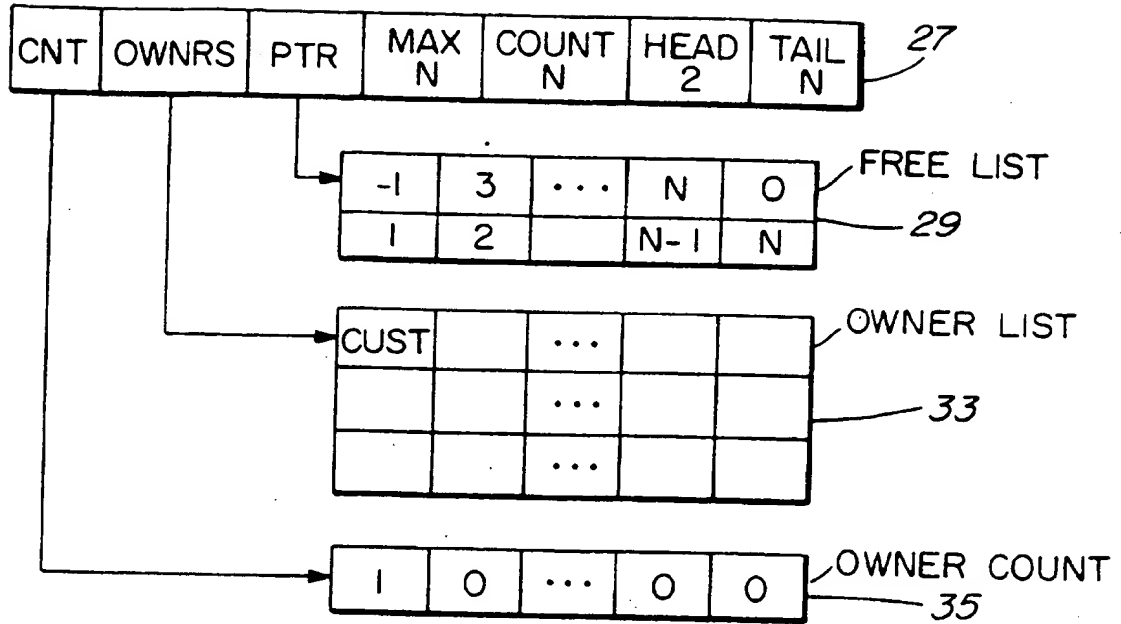 CNT OWNRS PTR MAX N COUNT N HEAD 2 TAIL N 27
-1 3 ... N 0 FREE LIST
1 2 N-1 N 29
CUST ... OWNER LIST
... 33
...
1 0 ... 0 0 OWNER COUNT
35